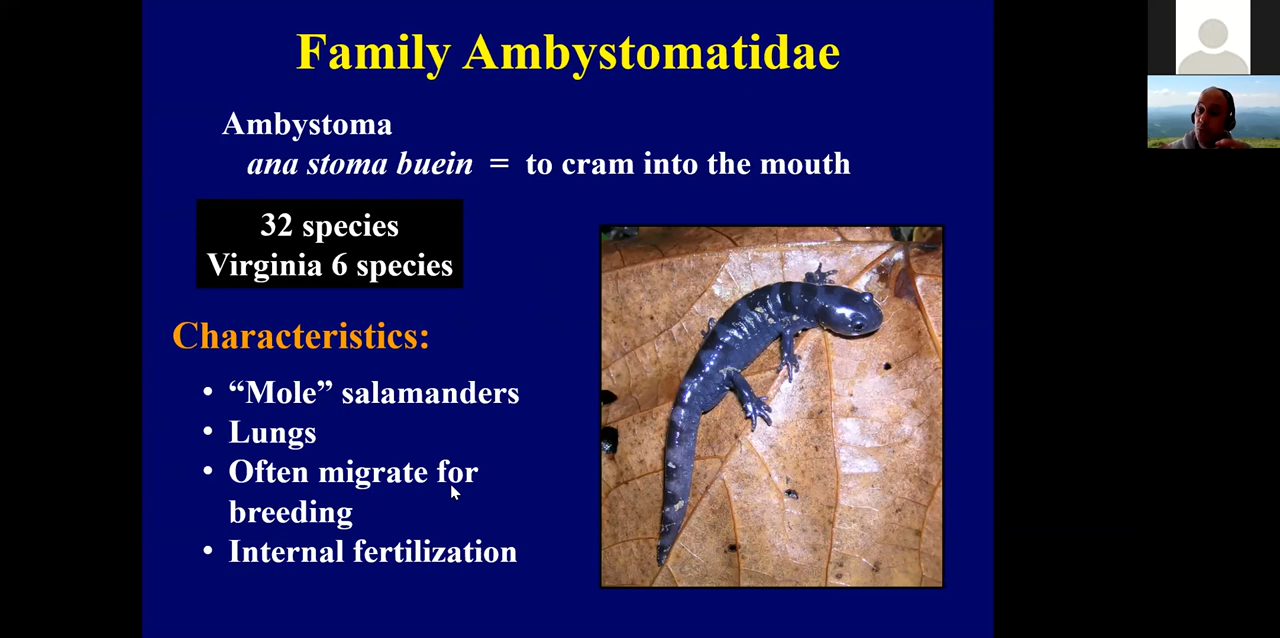 Family Ambystomatidae
Ambystoma
ana stoma buein = to cram into the mouth
32 species
Virginia 6 species
Characteristics:
• “Mole” salamanders
• Lungs
• Often migrate for
breeding
• Internal fertilization